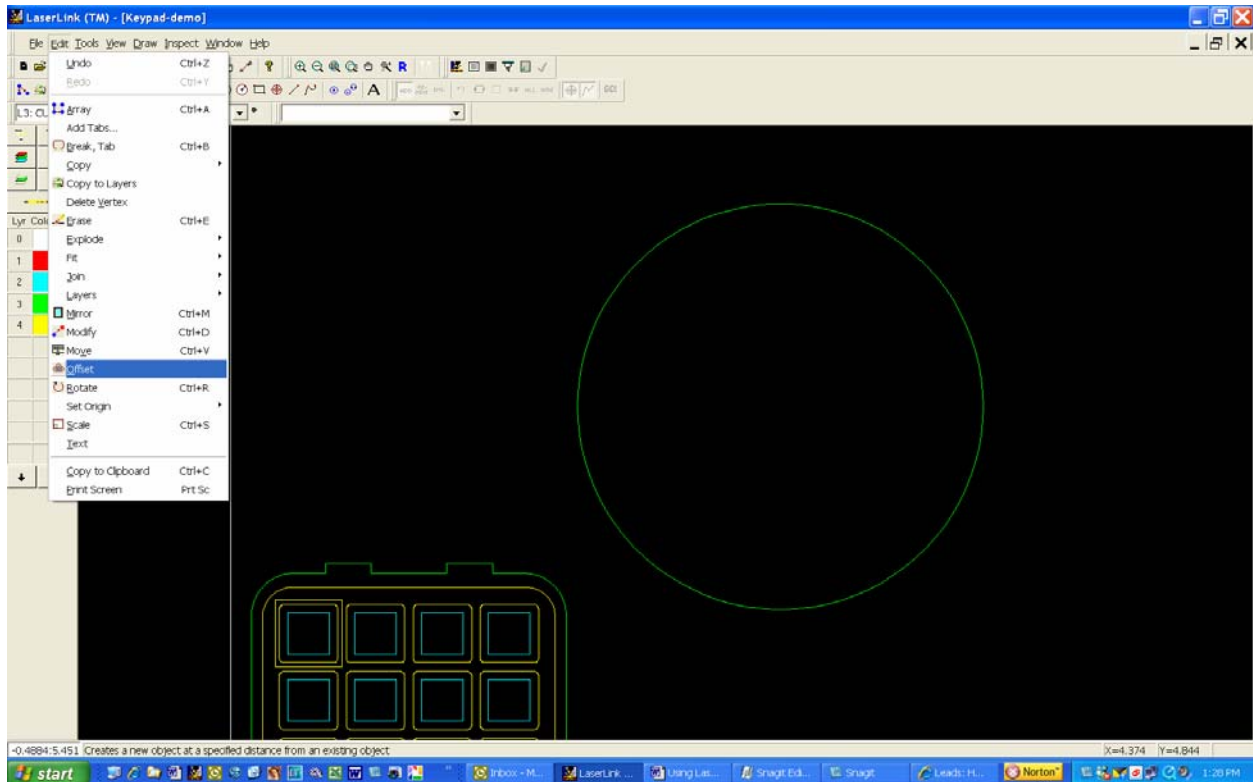 LaserLink (TM) - [Keypad-demo]
File Edit Tools View Draw Inspect Window Help
Undo Ctrl+Z
Redo Ctrl+Y
R
A
GO!
L3: CL
Array Ctrl+A
Add Tabs...
Break, Tab Ctrl+B
Copy
Copy to Layers
Delete Vertex
Lyr Colo
Erase Ctrl+E
0
Explode
1
Fit
2
Join
Layers
3
Mirror Ctrl+M
4
Modify Ctrl+D
Move Ctrl+V
Offset
Rotate Ctrl+R
Set Origin
Scale Ctrl+S
Text
Copy to Clipboard Ctrl+C
Print Screen Prt Sc
-0.4884:5.451 Creates a new object at a specified distance from an existing object X=4.374 Y=4.844
start Inbox - M... LaserLink ... Using Las... SnagIt Edi... SnagIt Leads: H... Norton 1:28 PM